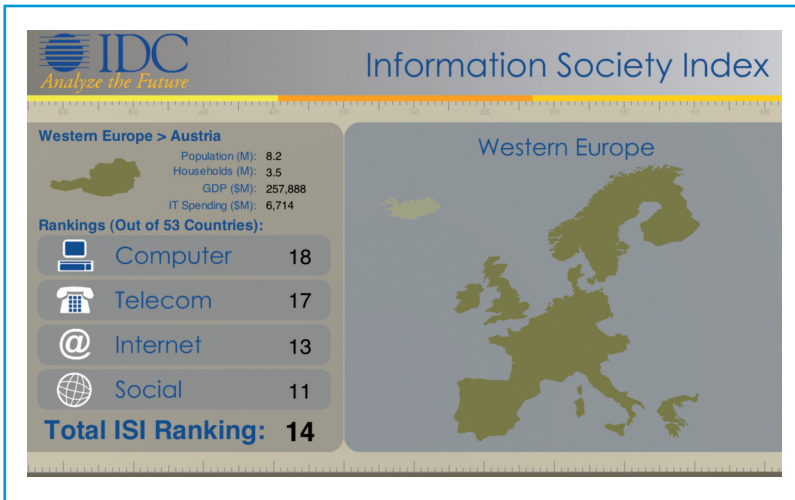 IDC
Analyze the Future
Information Society Index
Western Europe > Austria
Population (M): 8.2
Households (M): 3.5
GDP ($M): 257,888
IT Spending ($M): 6,714
Rankings (Out of 53 Countries):
Computer 18
Telecom 17
@ Internet 13
Social 11
Total ISI Ranking: 14
Western Europe